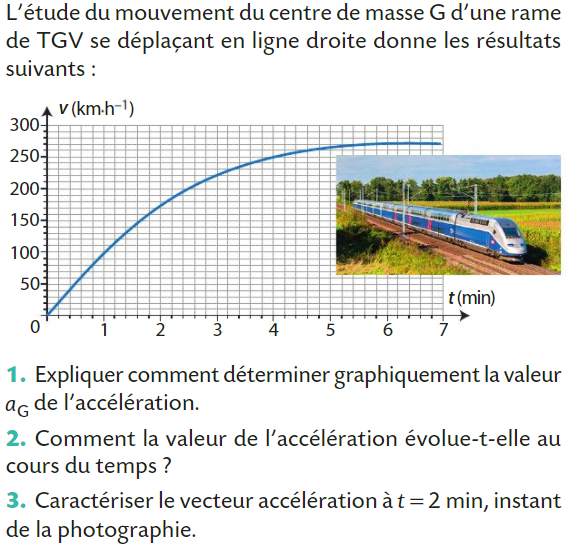 L'étude du mouvement du centre de masse G d'une rame
de TGV se déplaçant en ligne droite donne les résultats
suivants :
v (km·h⁻¹)
300
250
200
150
100
50
0
1 2 3 4 5 6 7
t (min)
1. Expliquer comment déterminer graphiquement la valeur
aG de l'accélération.
2. Comment la valeur de l'accélération évolue-t-elle au
cours du temps ?
3. Caractériser le vecteur accélération à t = 2 min, instant
de la photographie.